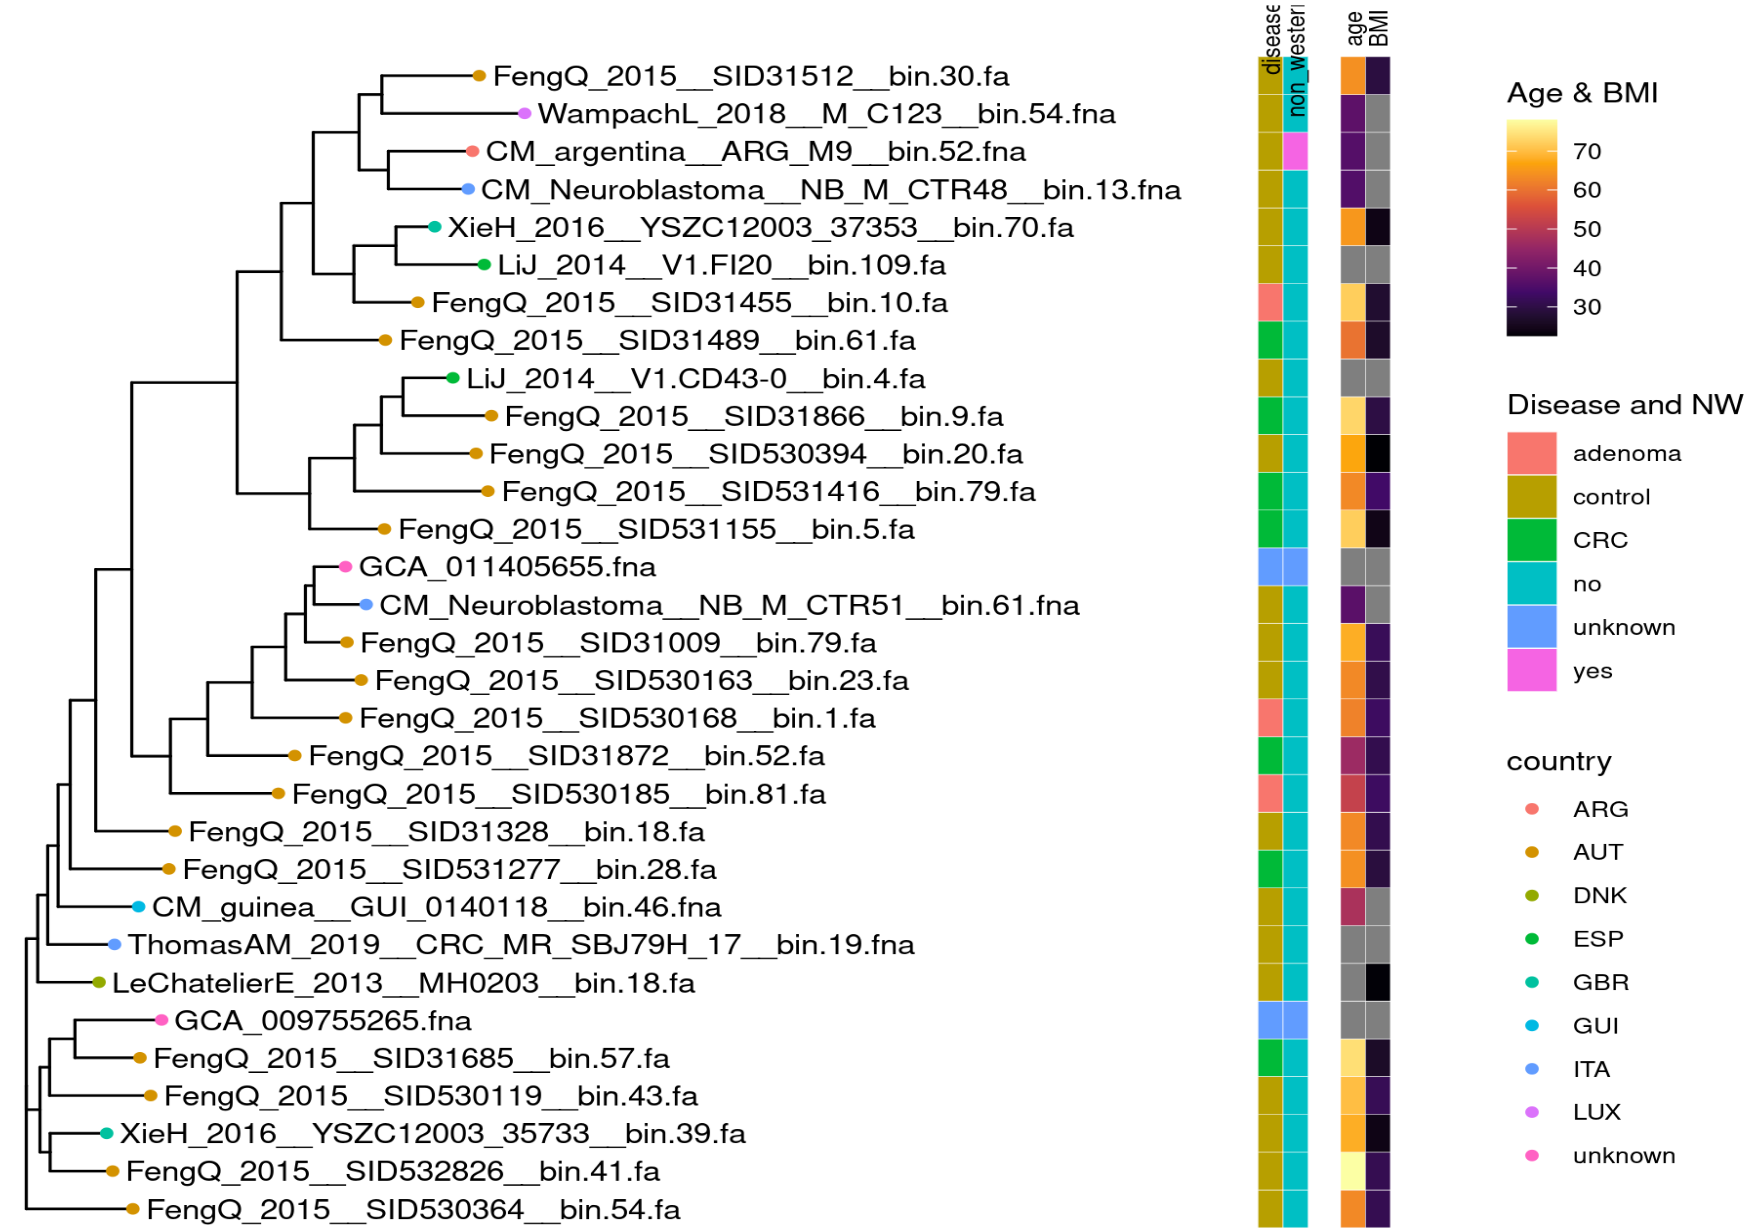 disease
non_westeri
age
BMI
FengQ_2015__SID31512__bin.30.fa
WampachL_2018__M_C123__bin.54.fna
CM_argentina__ARG_M9__bin.52.fna
CM_Neuroblastoma__NB_M_CTR48__bin.13.fna
XieH_2016__YSZC12003_37353__bin.70.fa
LiJ_2014__V1.FI20__bin.109.fa
FengQ_2015__SID31455__bin.10.fa
FengQ_2015__SID31489__bin.61.fa
LiJ_2014__V1.CD43-0__bin.4.fa
FengQ_2015__SID31866__bin.9.fa
FengQ_2015__SID530394__bin.20.fa
FengQ_2015__SID531416__bin.79.fa
FengQ_2015__SID531155__bin.5.fa
GCA_011405655.fna
CM_Neuroblastoma__NB_M_CTR51__bin.61.fna
FengQ_2015__SID31009__bin.79.fa
FengQ_2015__SID530163__bin.23.fa
FengQ_2015__SID530168__bin.1.fa
FengQ_2015__SID31872__bin.52.fa
FengQ_2015__SID530185__bin.81.fa
FengQ_2015__SID31328__bin.18.fa
FengQ_2015__SID531277__bin.28.fa
CM_guinea__GUI_0140118__bin.46.fna
ThomasAM_2019__CRC_MR_SBJ79H_17__bin.19.fna
LeChatelierE_2013__MH0203__bin.18.fa
GCA_009755265.fna
FengQ_2015__SID31685__bin.57.fa
FengQ_2015__SID530119__bin.43.fa
XieH_2016__YSZC12003_35733__bin.39.fa
FengQ_2015__SID532826__bin.41.fa
FengQ_2015__SID530364__bin.54.fa
Age & BMI
70
60
50
40
30
Disease and NW
adenoma
control
CRC
no
unknown
yes
country
ARG
AUT
DNK
ESP
GBR
GUI
ITA
LUX
unknown